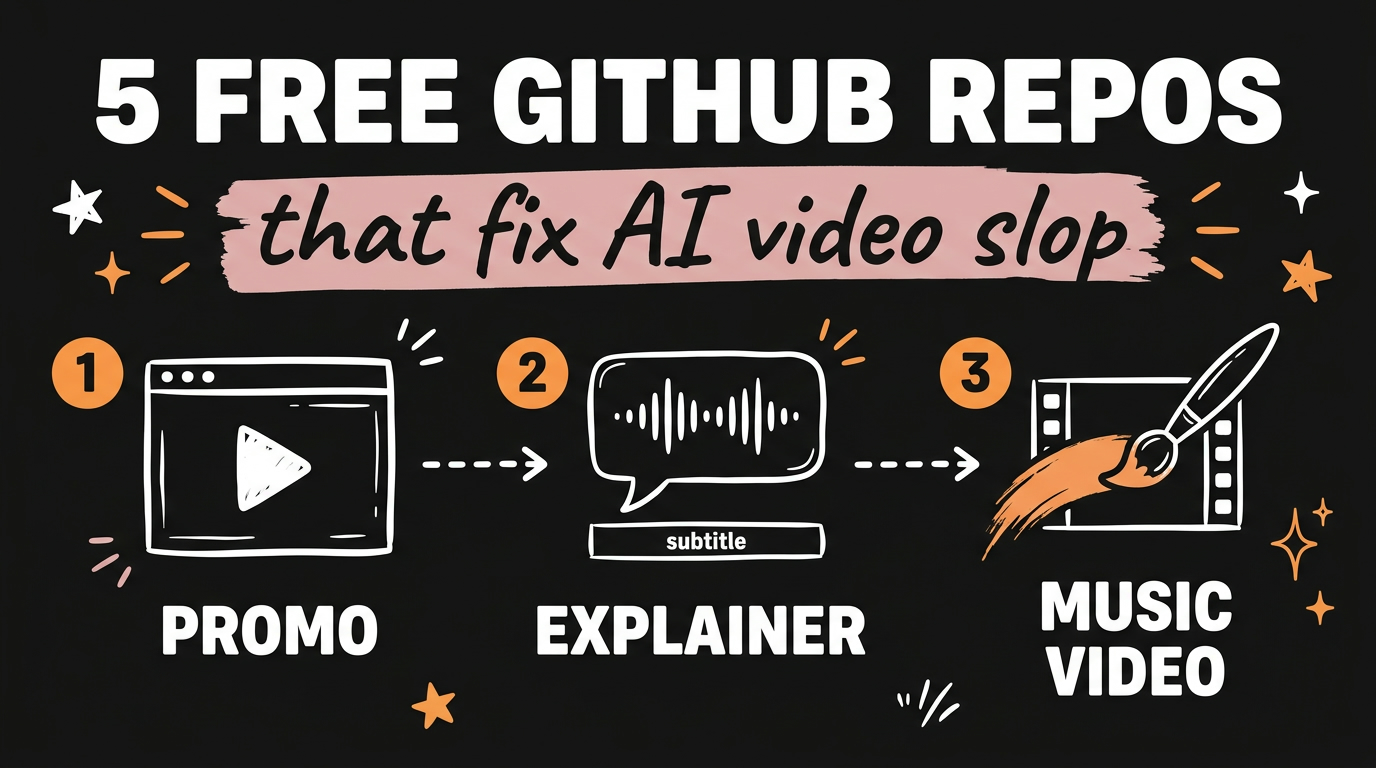 5 FREE GITHUB REPOS
that fix AI video slop
1
2
3
subtitle
PROMO
EXPLAINER
MUSIC
VIDEO